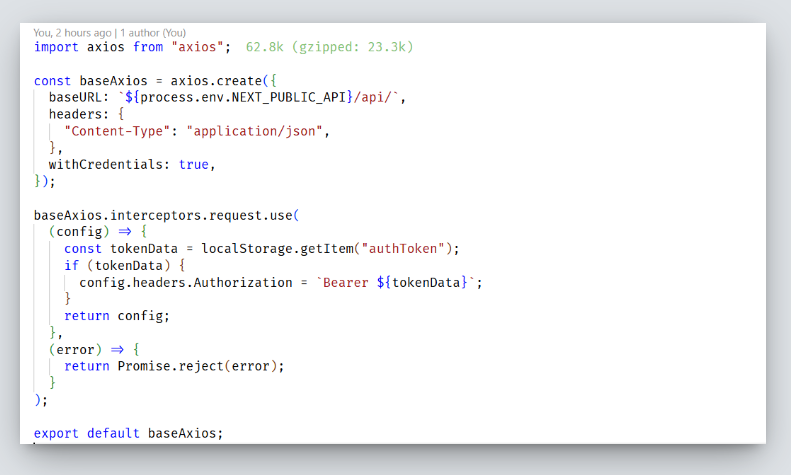 You, 2 hours ago | 1 author (You)
import axios from "axios";  62.8k (gzipped: 23.3k)

const baseAxios = axios.create({
  baseURL: `${process.env.NEXT_PUBLIC_API}/api/`,
  headers: {
    "Content-Type": "application/json",
  },
  withCredentials: true,
});

baseAxios.interceptors.request.use(
  (config) => {
    const tokenData = localStorage.getItem("authToken");
    if (tokenData) {
      config.headers.Authorization = `Bearer ${tokenData}`;
    }
    return config;
  },
  (error) => {
    return Promise.reject(error);
  }
);

export default baseAxios;